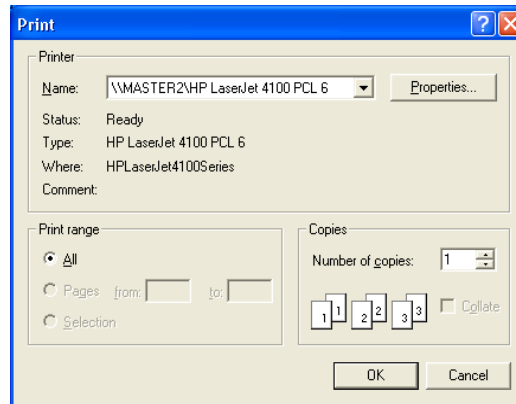 Print
Printer
Name: \\MASTER2\HP LaserJet 4100 PCL 6 Properties...
Status: Ready
Type: HP LaserJet 4100 PCL 6
Where: HPLaserJet4100Series
Comment:
Print range
All
Pages from: to:
Selection
Copies
Number of copies: 1
1 1 2 2 3 3 Collate
OK Cancel